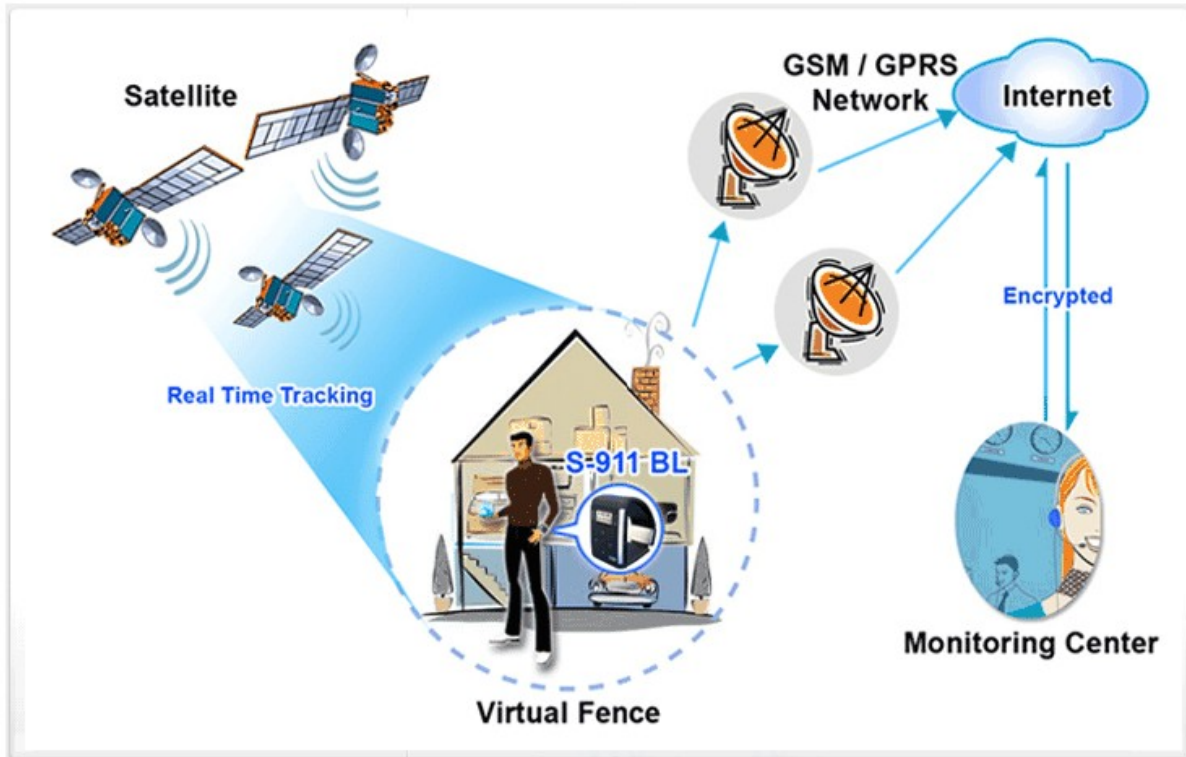 Satellite
GSM / GPRS
Network
Internet
Encrypted
Real Time Tracking
S-911 BL
Monitoring Center
Virtual Fence